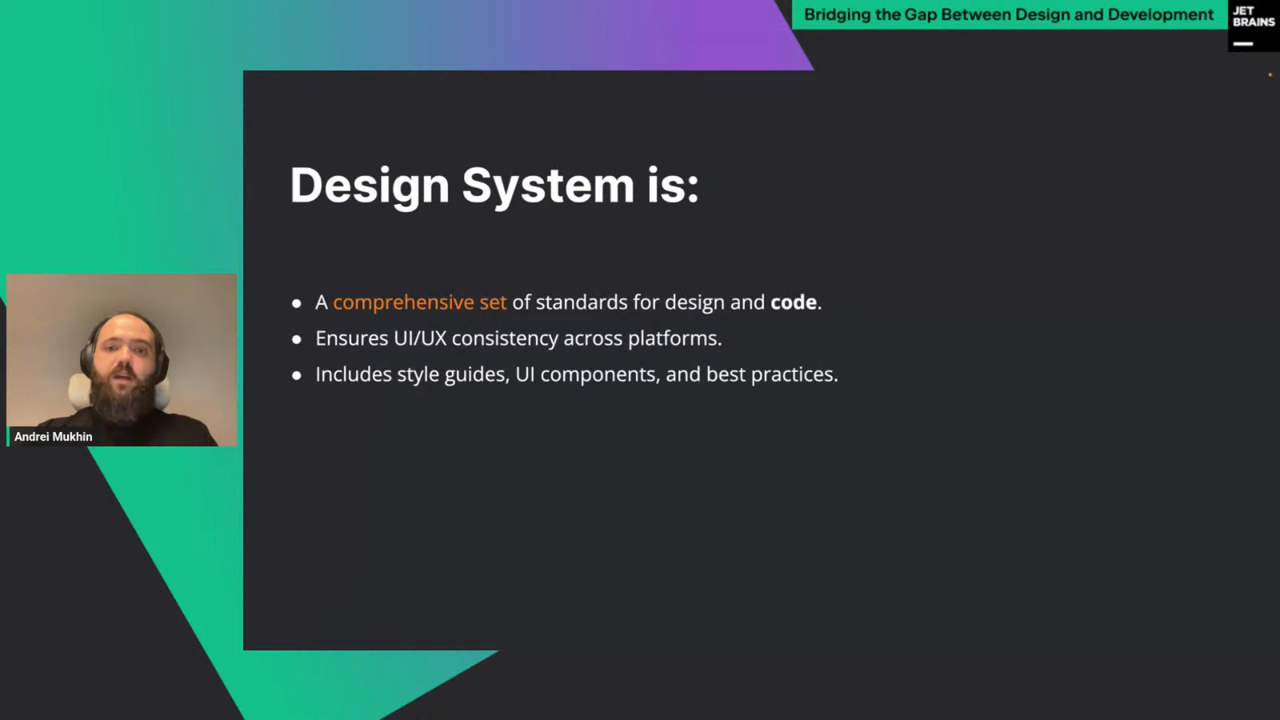 Bridging the Gap Between Design and Development
JET
BRAINS
Design System is:
● A comprehensive set of standards for design and code.
● Ensures UI/UX consistency across platforms.
● Includes style guides, UI components, and best practices.
Andrei Mukhin